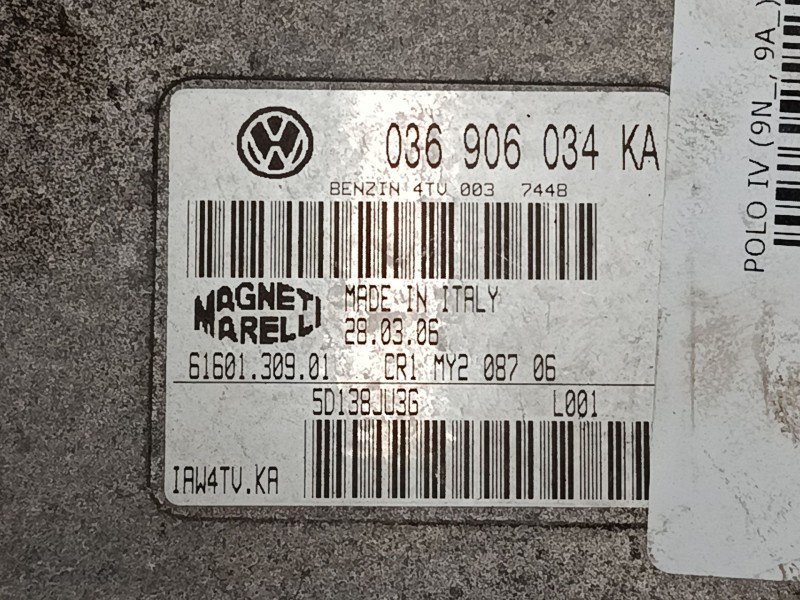 VW
036 906 034 KA
BENZIN 4TV 003 7448
MAGNETI
MARELLI
MADE IN ITALY
28.03.06
61601.309.01 CR1 MY2 087 06
5D138JU3G L001
IAW4TV.KA
POLO IV (9N_, 9A_)